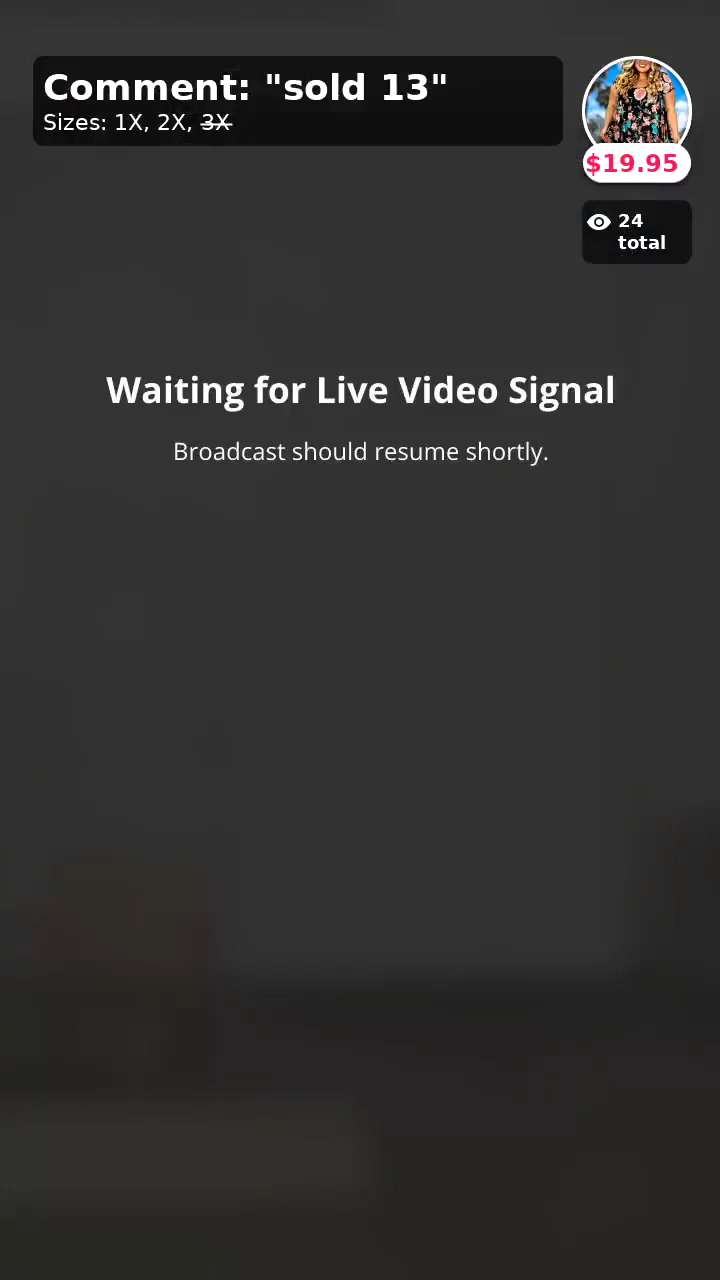 Comment: "sold 13"
Sizes: 1X, 2X, 3X
$19.95
24
total
Waiting for Live Video Signal
Broadcast should resume shortly.